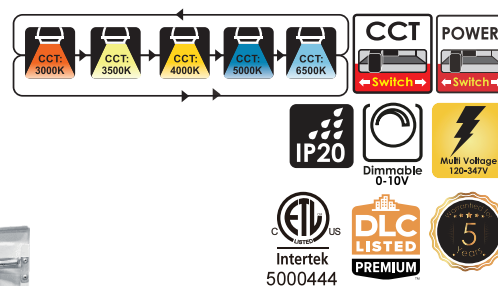 CCT:
3000K
CCT:
3500K
CCT:
4000K
CCT:
5000K
CCT:
6500K
CCT
Switch
POWER
Switch
IP20
Dimmable
0-10V
Multi Voltage
120-347V
C
ETL
US
LISTED
Intertek
5000444
DLC
LISTED
PREMIUM
5
Years